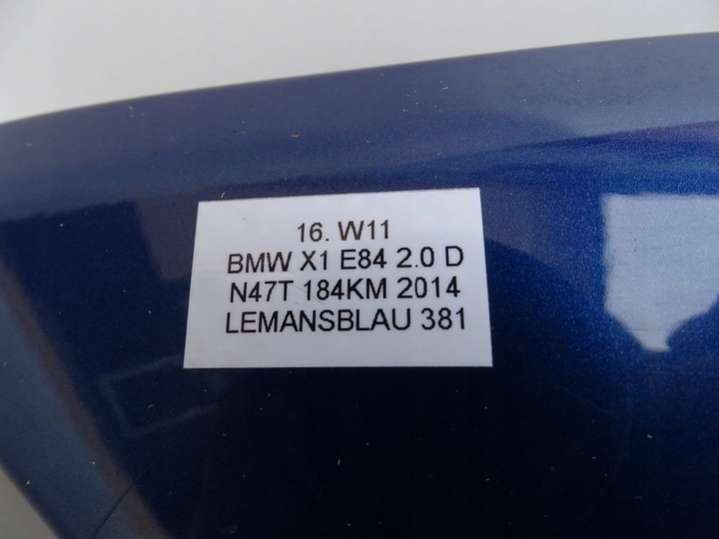 16. W11
BMW X1 E84 2.0 D
N47T 184KM 2014
LEMANSBLAU 381